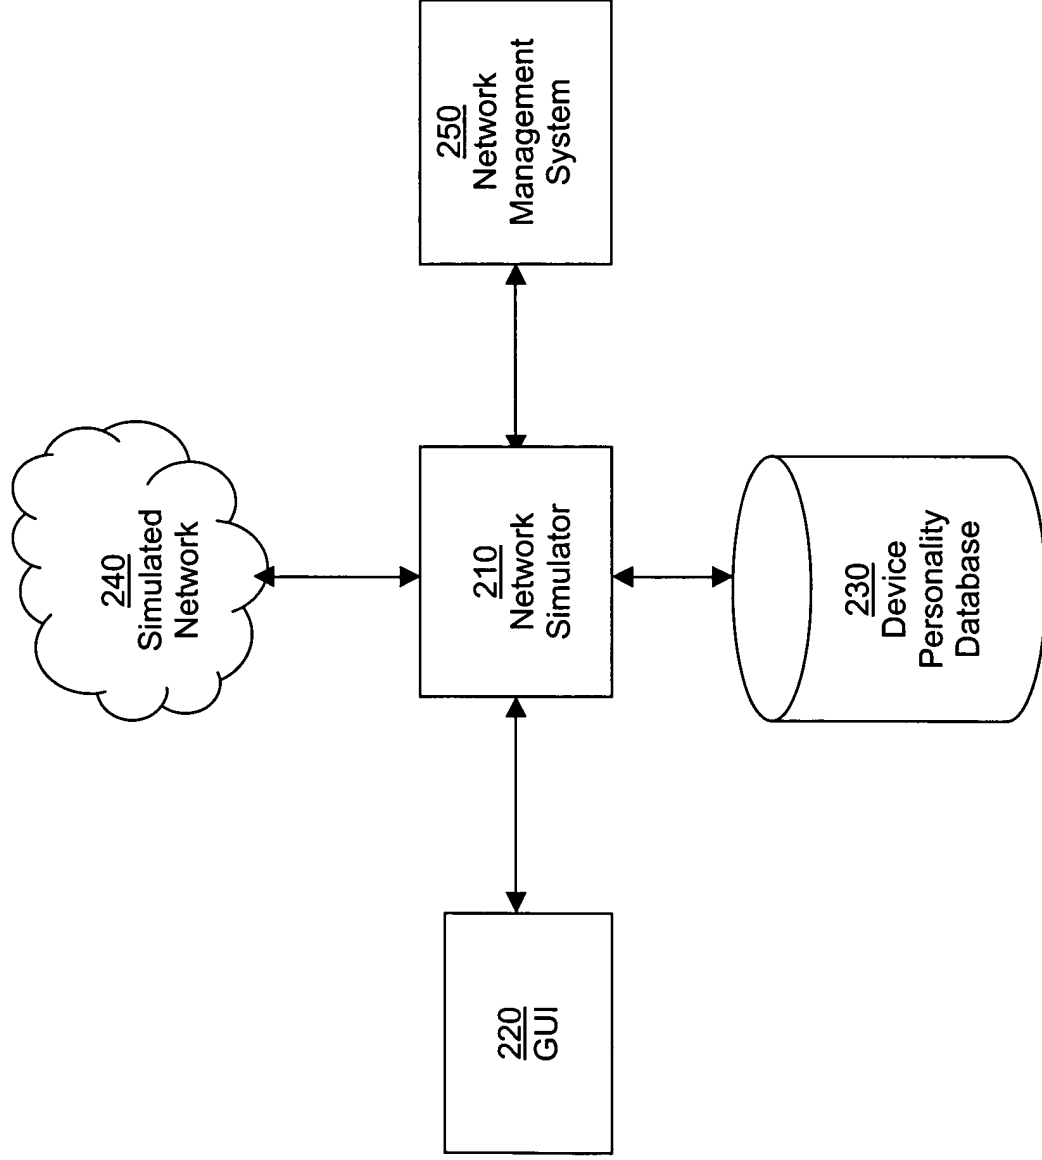 240
Simulated
Network
220
GUI
210
Network
Simulator
250
Network
Management
System
230
Device
Personality
Database